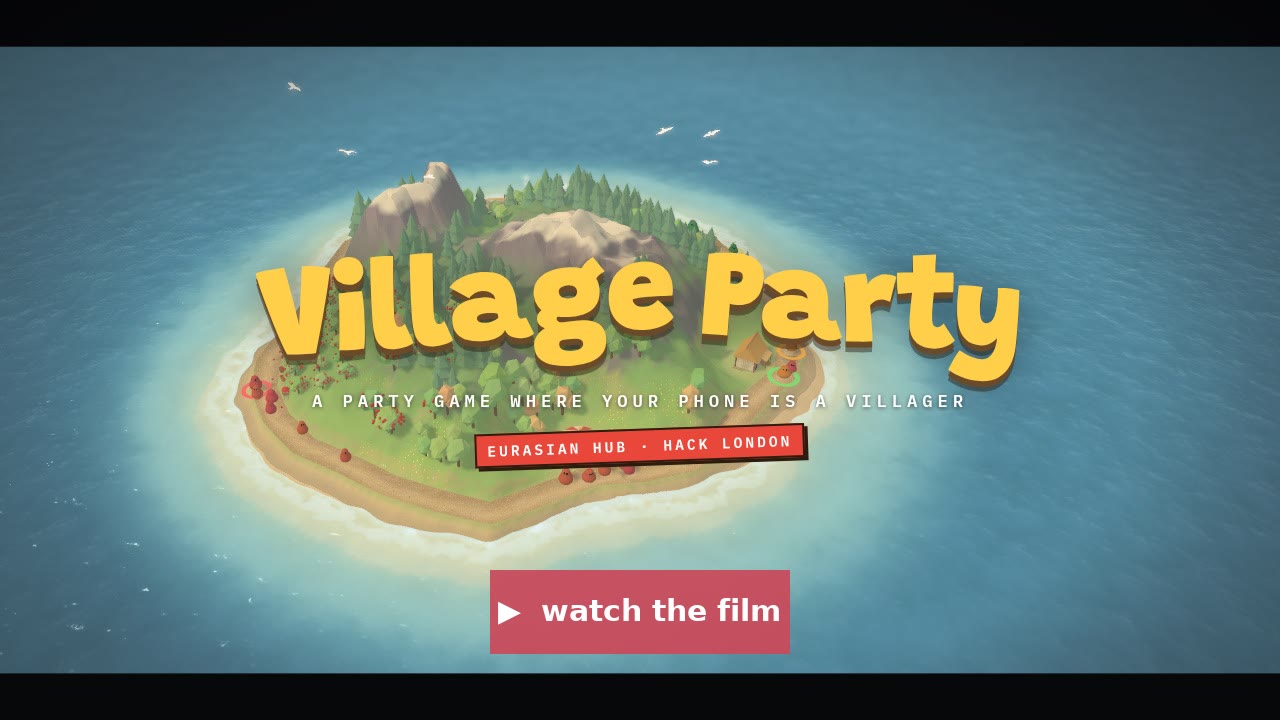 Village Party
A PARTY GAME WHERE YOUR PHONE IS A VILLAGER
EURASIAN HUB · HACK LONDON
▶ watch the film